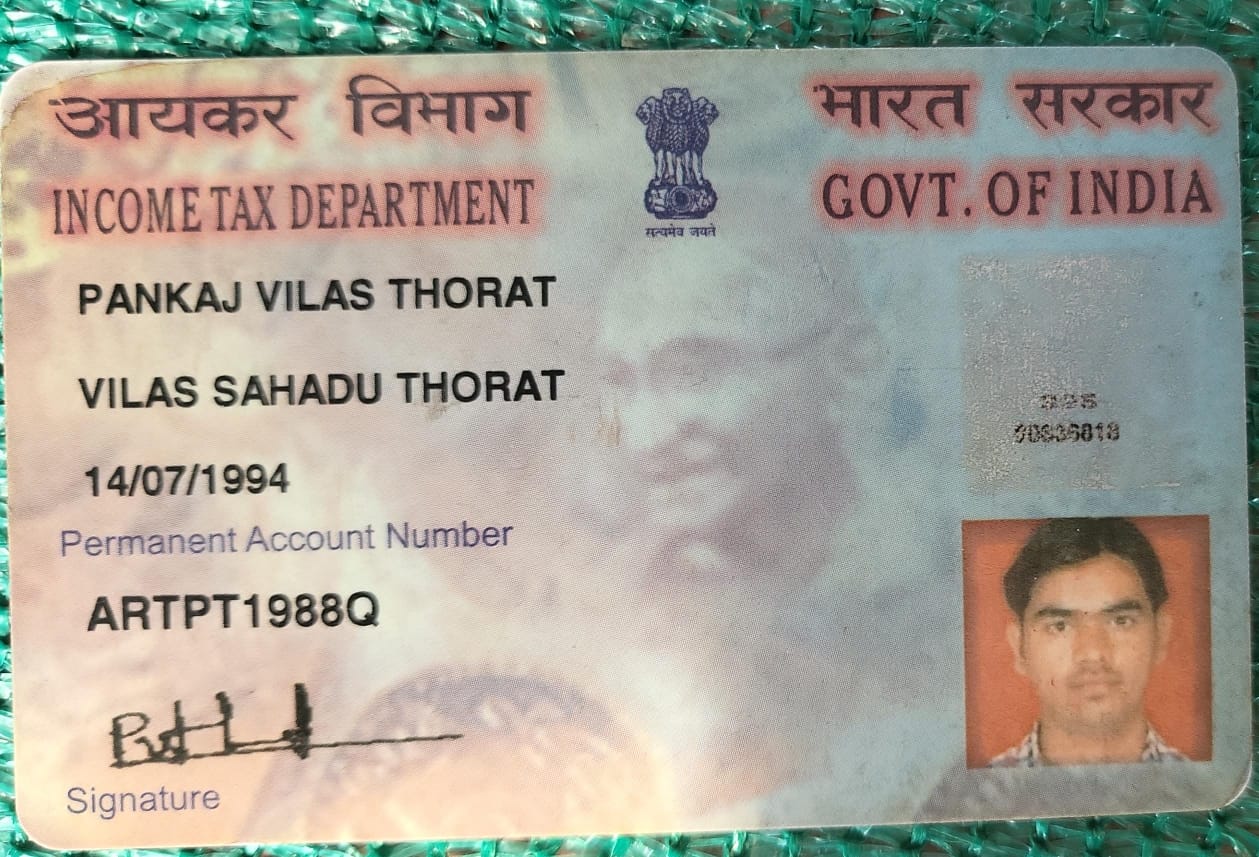 आयकर विभाग
INCOME TAX DEPARTMENT
सत्यमेव जयते
भारत सरकार
GOVT. OF INDIA
PANKAJ VILAS THORAT
VILAS SAHADU THORAT
14/07/1994
Permanent Account Number
ARTPT1988Q
Signature